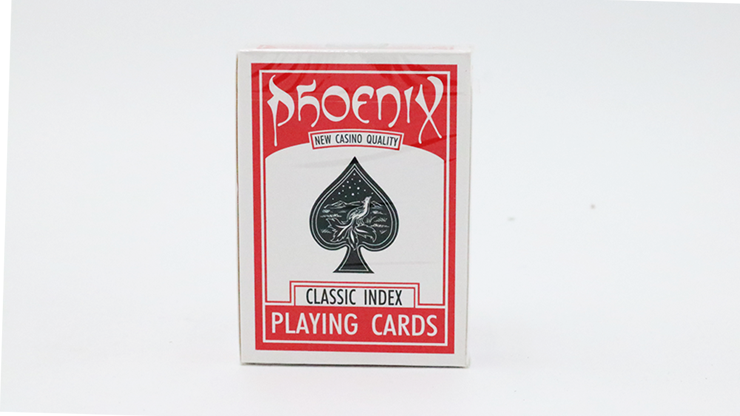 PHOENIX
NEW CASINO QUALITY
CLASSIC INDEX
PLAYING CARDS